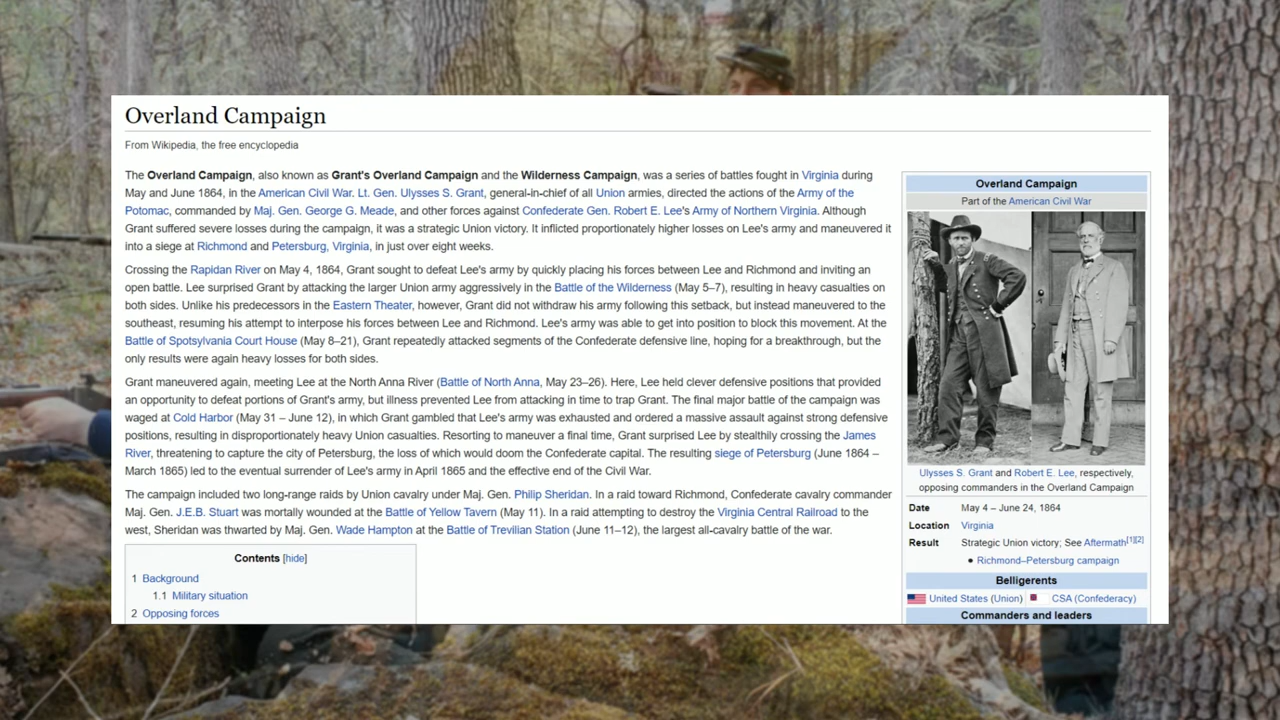 Overland Campaign
From Wikipedia, the free encyclopedia
The Overland Campaign, also known as Grant's Overland Campaign and the Wilderness Campaign, was a series of battles fought in Virginia during
May and June 1864, in the American Civil War. Lt. Gen. Ulysses S. Grant, general-in-chief of all Union armies, directed the actions of the Army of the
Potomac, commanded by Maj. Gen. George G. Meade, and other forces against Confederate Gen. Robert E. Lee's Army of Northern Virginia. Although
Grant suffered severe losses during the campaign, it was a strategic Union victory. It inflicted proportionately higher losses on Lee's army and maneuvered it
into a siege at Richmond and Petersburg, Virginia, in just over eight weeks.
Crossing the Rapidan River on May 4, 1864, Grant sought to defeat Lee's army by quickly placing his forces between Lee and Richmond and inviting an
open battle. Lee surprised Grant by attacking the larger Union army aggressively in the Battle of the Wilderness (May 5–7), resulting in heavy casualties on
both sides. Unlike his predecessors in the Eastern Theater, however, Grant did not withdraw his army following this setback, but instead maneuvered to the
southeast, resuming his attempt to interpose his forces between Lee and Richmond. Lee's army was able to get into position to block this movement. At the
Battle of Spotsylvania Court House (May 8–21), Grant repeatedly attacked segments of the Confederate defensive line, hoping for a breakthrough, but the
only results were again heavy losses for both sides.
Grant maneuvered again, meeting Lee at the North Anna River (Battle of North Anna, May 23–26). Here, Lee held clever defensive positions that provided
an opportunity to defeat portions of Grant's army, but illness prevented Lee from attacking in time to trap Grant. The final major battle of the campaign was
waged at Cold Harbor (May 31 – June 12), in which Grant gambled that Lee's army was exhausted and ordered a massive assault against strong defensive
positions, resulting in disproportionately heavy Union casualties. Resorting to maneuver a final time, Grant surprised Lee by stealthily crossing the James
River, threatening to capture the city of Petersburg, the loss of which would doom the Confederate capital. The resulting siege of Petersburg (June 1864 –
March 1865) led to the eventual surrender of Lee's army in April 1865 and the effective end of the Civil War.
The campaign included two long-range raids by Union cavalry under Maj. Gen. Philip Sheridan. In a raid toward Richmond, Confederate cavalry commander
Maj. Gen. J.E.B. Stuart was mortally wounded at the Battle of Yellow Tavern (May 11). In a raid attempting to destroy the Virginia Central Railroad to the
west, Sheridan was thwarted by Maj. Gen. Wade Hampton at the Battle of Trevilian Station (June 11–12), the largest all-cavalry battle of the war.
Contents [hide]
1 Background
1.1 Military situation
2 Opposing forces
Overland Campaign
Part of the American Civil War
Ulysses S. Grant and Robert E. Lee, respectively,
opposing commanders in the Overland Campaign
Date May 4 – June 24, 1864
Location Virginia
Result Strategic Union victory; See Aftermath[1][2]
• Richmond–Petersburg campaign
Belligerents
United States (Union) CSA (Confederacy)
Commanders and leaders